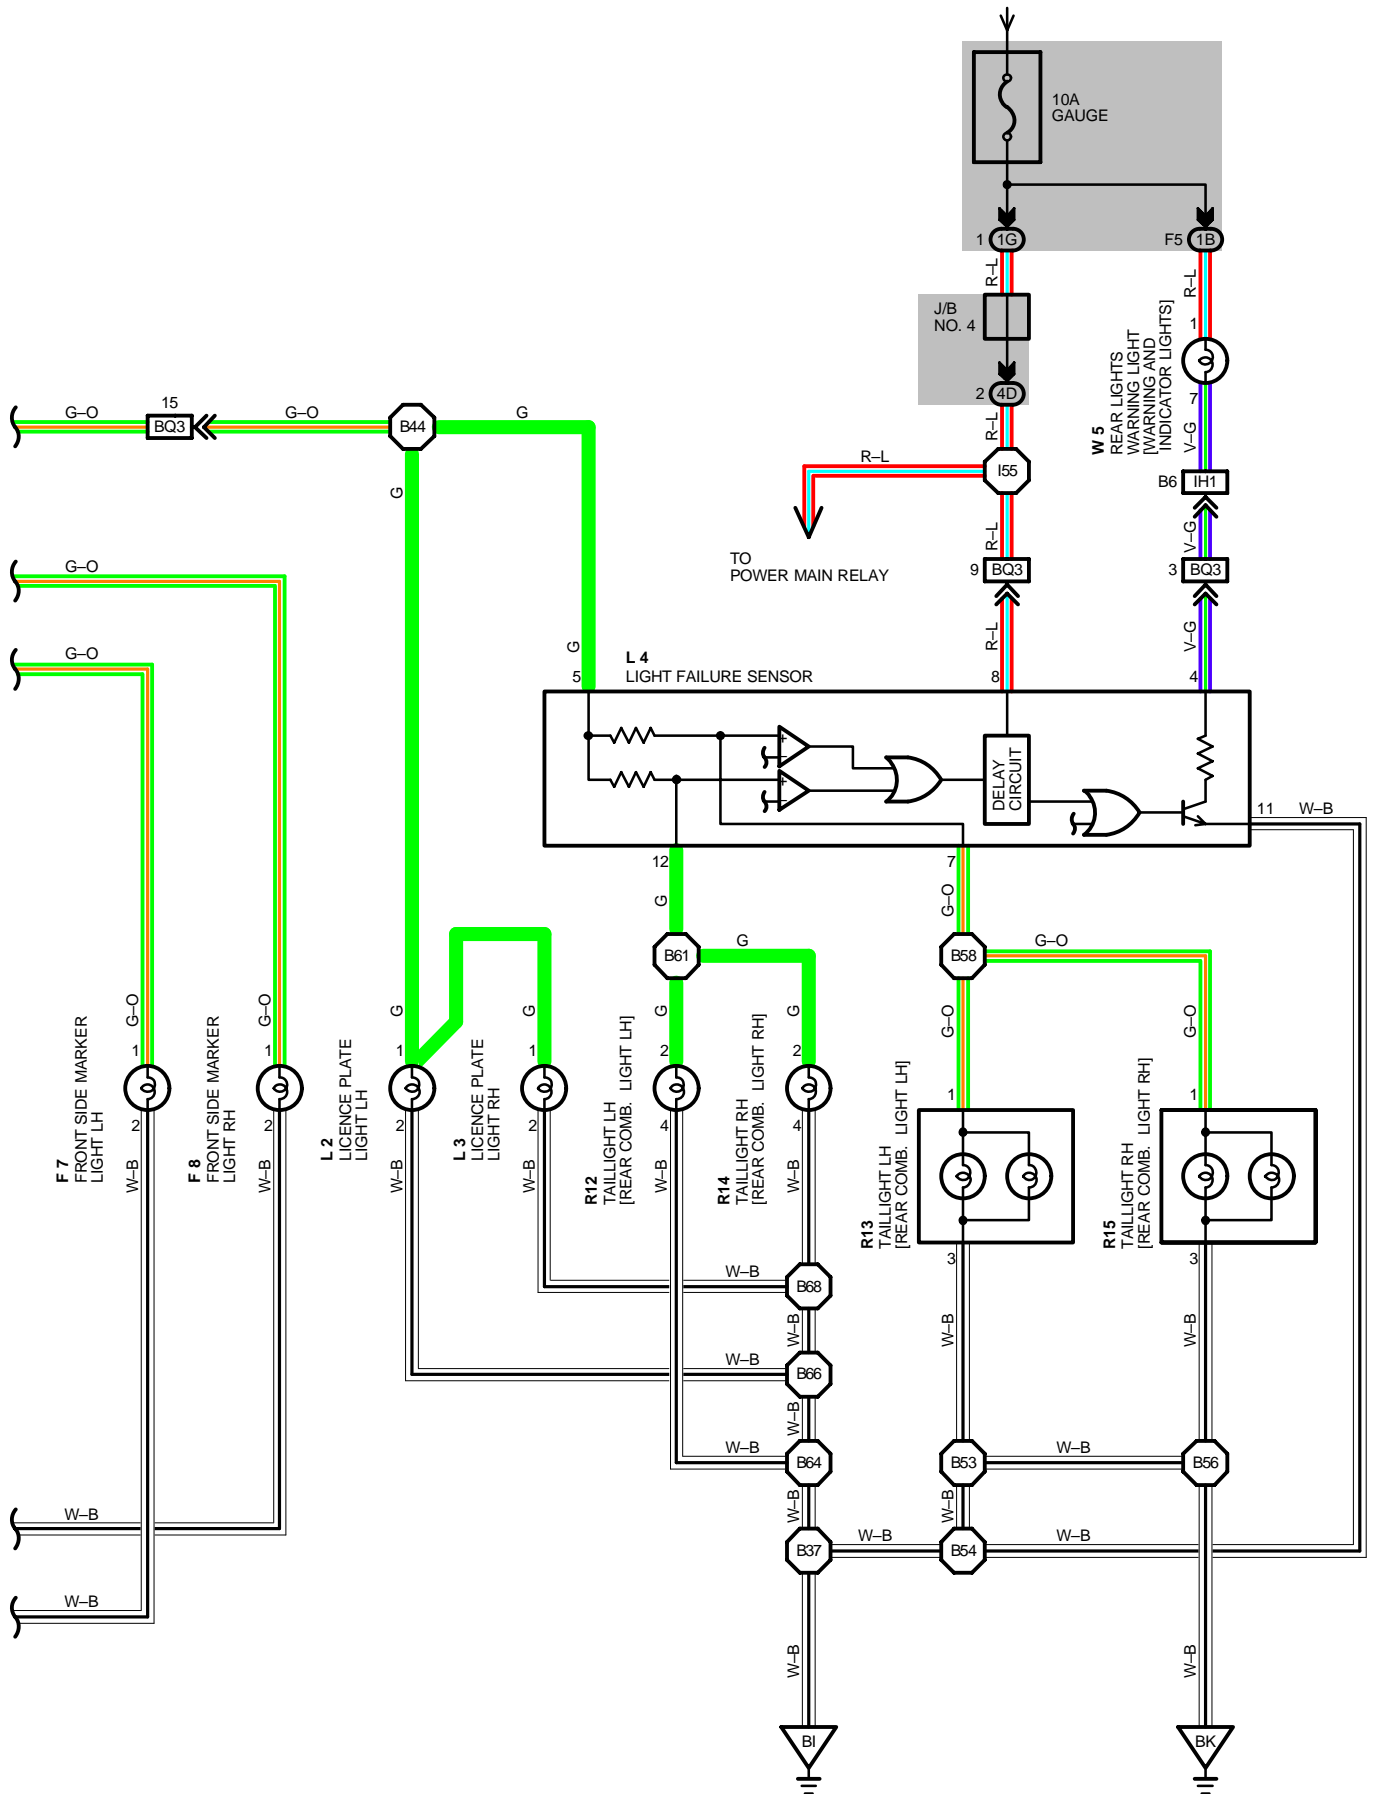 10A
GAUGE
1
1G
F5
1B
R–L
R–L
J/B
NO. 4
1
W 5
REAR LIGHTS
WARNING LIGHT
[WARNING AND
INDICATOR LIGHTS]
2
4D
7
15
G–O
BQ3
G–O
B44
G
R–L
V–G
R–L
I55
B6
IH1
G
R–L
V–G
TO
POWER MAIN RELAY
9
BQ3
3
BQ3
G–O
G–O
G
R–L
V–G
L 4
LIGHT FAILURE SENSOR
5
8
4
+
–
+
–
DELAY
CIRCUIT
11
W–B
12
7
G
G–O
B61
G
B58
G–O
G–O
G–O
G
G
G
G
G–O
G–O
1
1
1
1
2
2
1
1
F 7
FRONT SIDE MARKER
LIGHT LH
F 8
FRONT SIDE MARKER
LIGHT RH
L 2
LICENCE PLATE
LIGHT LH
L 3
LICENCE PLATE
LIGHT RH
R12
TAILLIGHT LH
[REAR COMB. LIGHT LH]
R14
TAILLIGHT RH
[REAR COMB. LIGHT RH]
R13
TAILLIGHT LH
[REAR COMB. LIGHT LH]
R15
TAILLIGHT RH
[REAR COMB. LIGHT RH]
2
2
2
2
4
4
W–B
W–B
W–B
W–B
W–B
W–B
3
3
W–B
B68
W–B
W–B
W–B
W–B
B66
W–B
W–B
B64
B53
W–B
B56
W–B
W–B
W–B
B37
W–B
B54
W–B
W–B
W–B
W–B
BI
BK